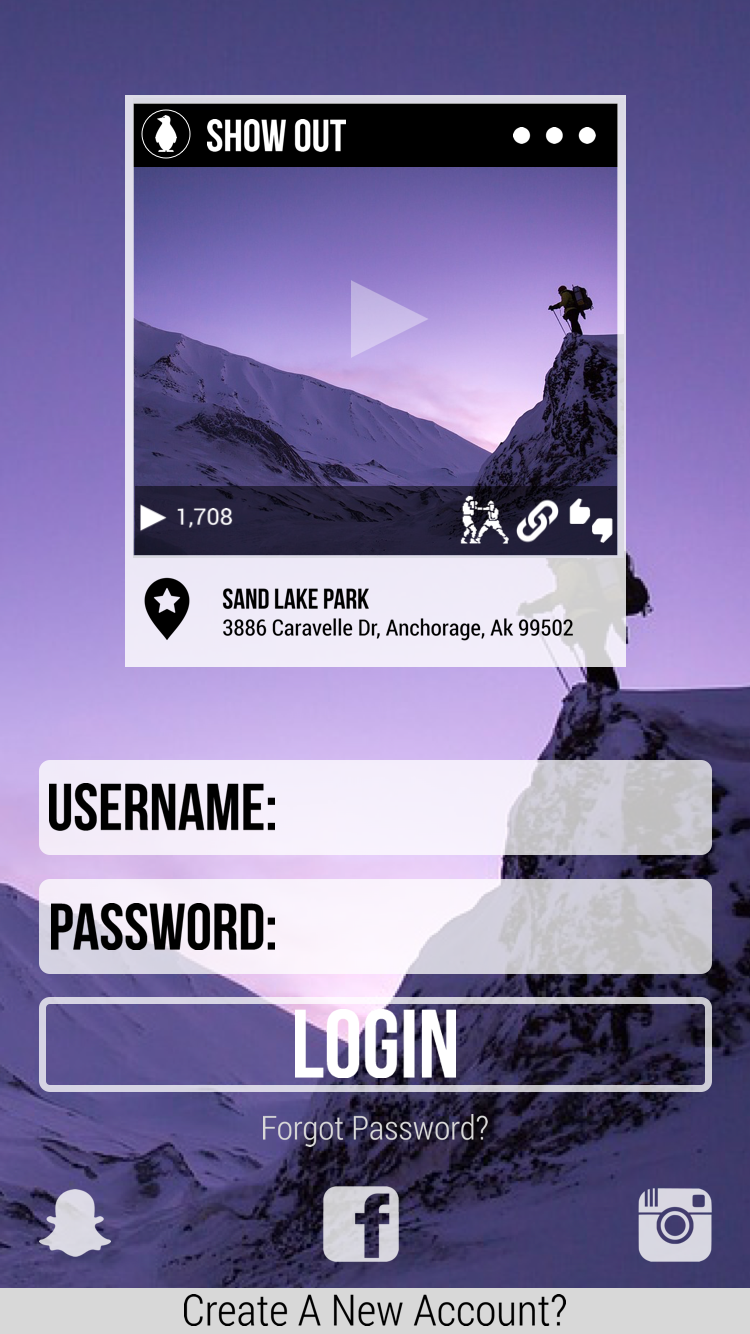 SHOW OUT
1,708
SAND LAKE PARK
3886 Caravelle Dr, Anchorage, Ak 99502
USERNAME:
PASSWORD:
LOGIN
Forgot Password?
Create A New Account?